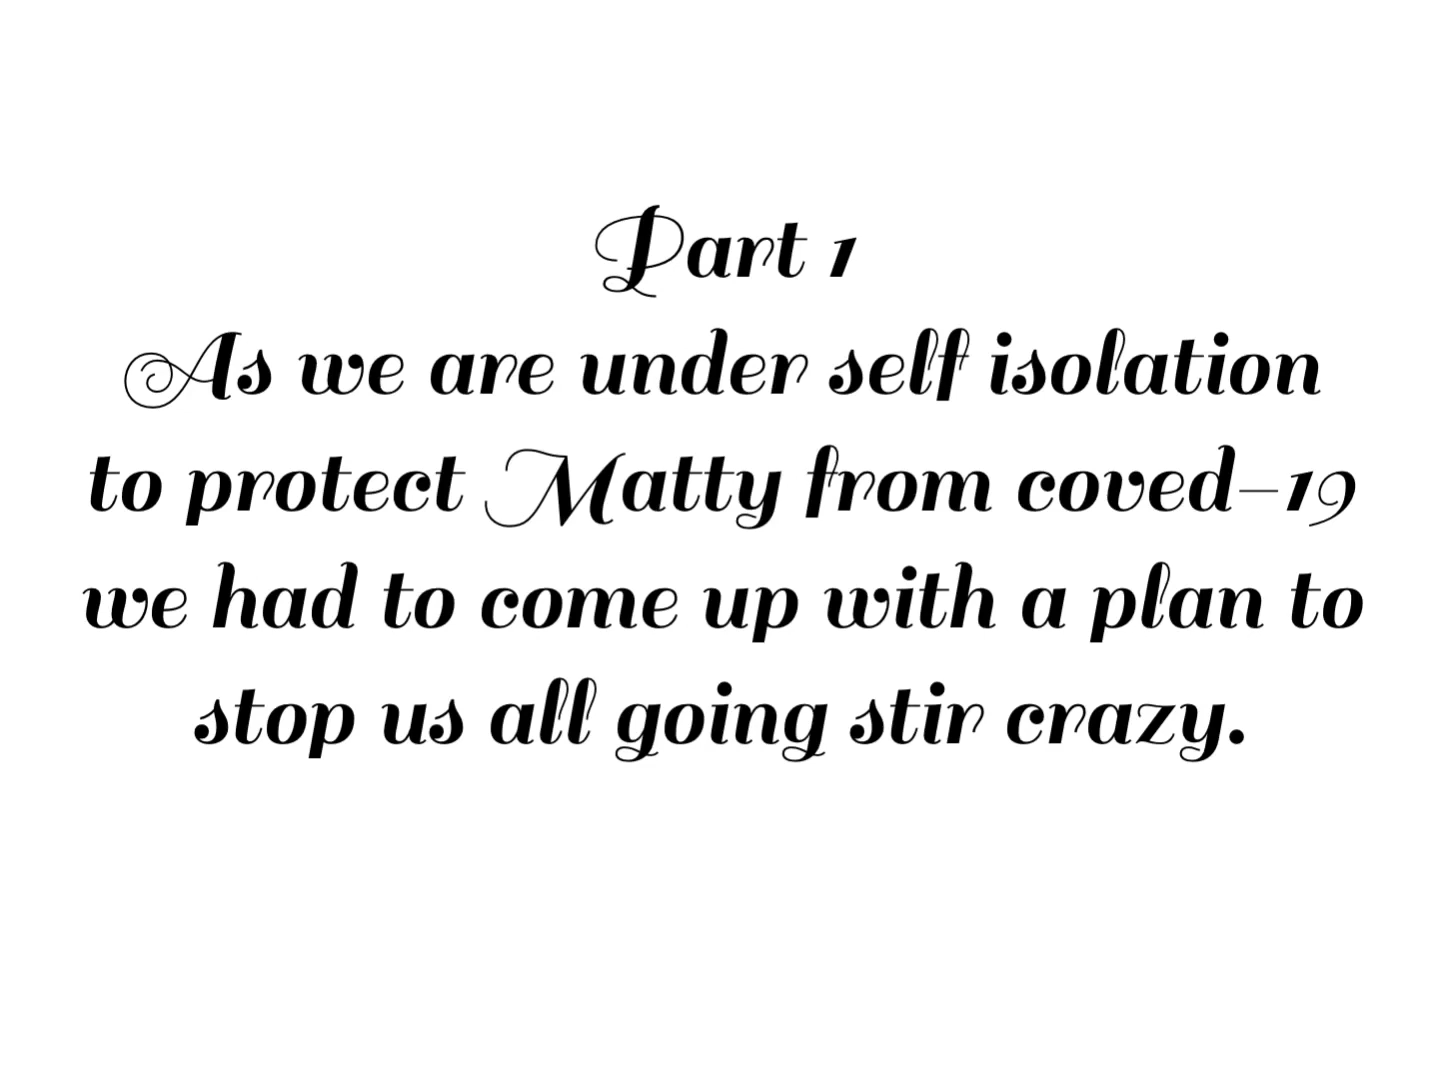 Part 1
As we are under self isolation
to protect Matty from coved-19
we had to come up with a plan to
stop us all going stir crazy.